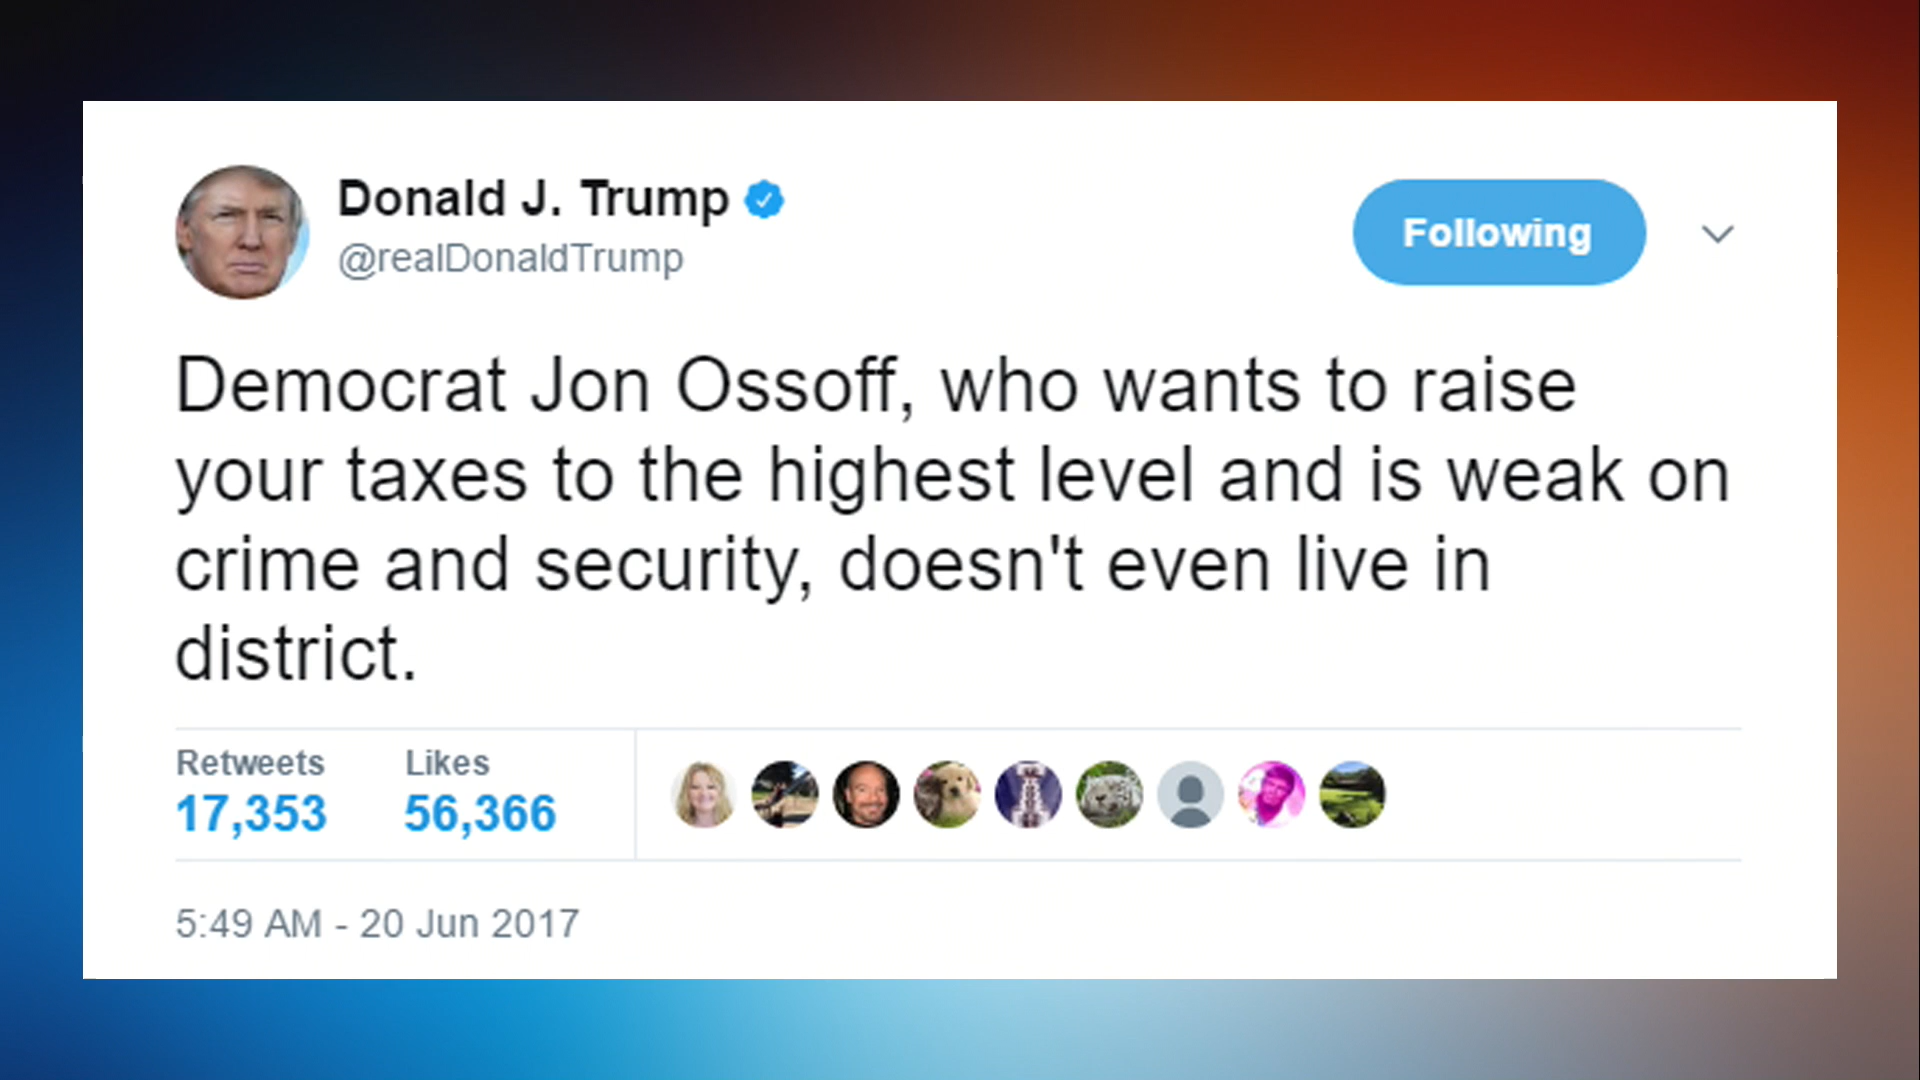 Donald J. Trump
@realDonaldTrump
Following
Democrat Jon Ossoff, who wants to raise
your taxes to the highest level and is weak on
crime and security, doesn't even live in
district.
Retweets Likes
17,353 56,366
5:49 AM - 20 Jun 2017